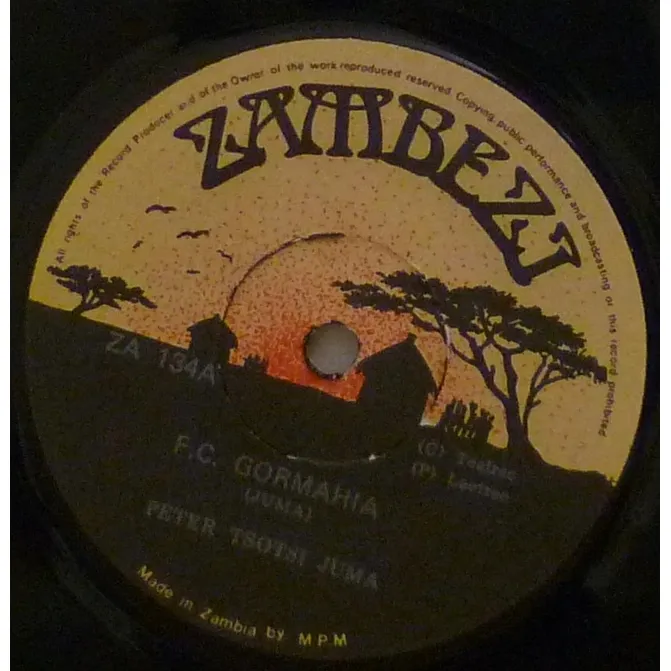 All rights of the Record Producer and of the Owner of the work reproduced reserved Copying, public performance and broadcasting of this record prohibited
ZAMBEZI
ZA 134A
F.C. GORMAHIA
(JUMA)
PETER TSOTSI JUMA
(C)
(P)
Made in Zambia by MPM